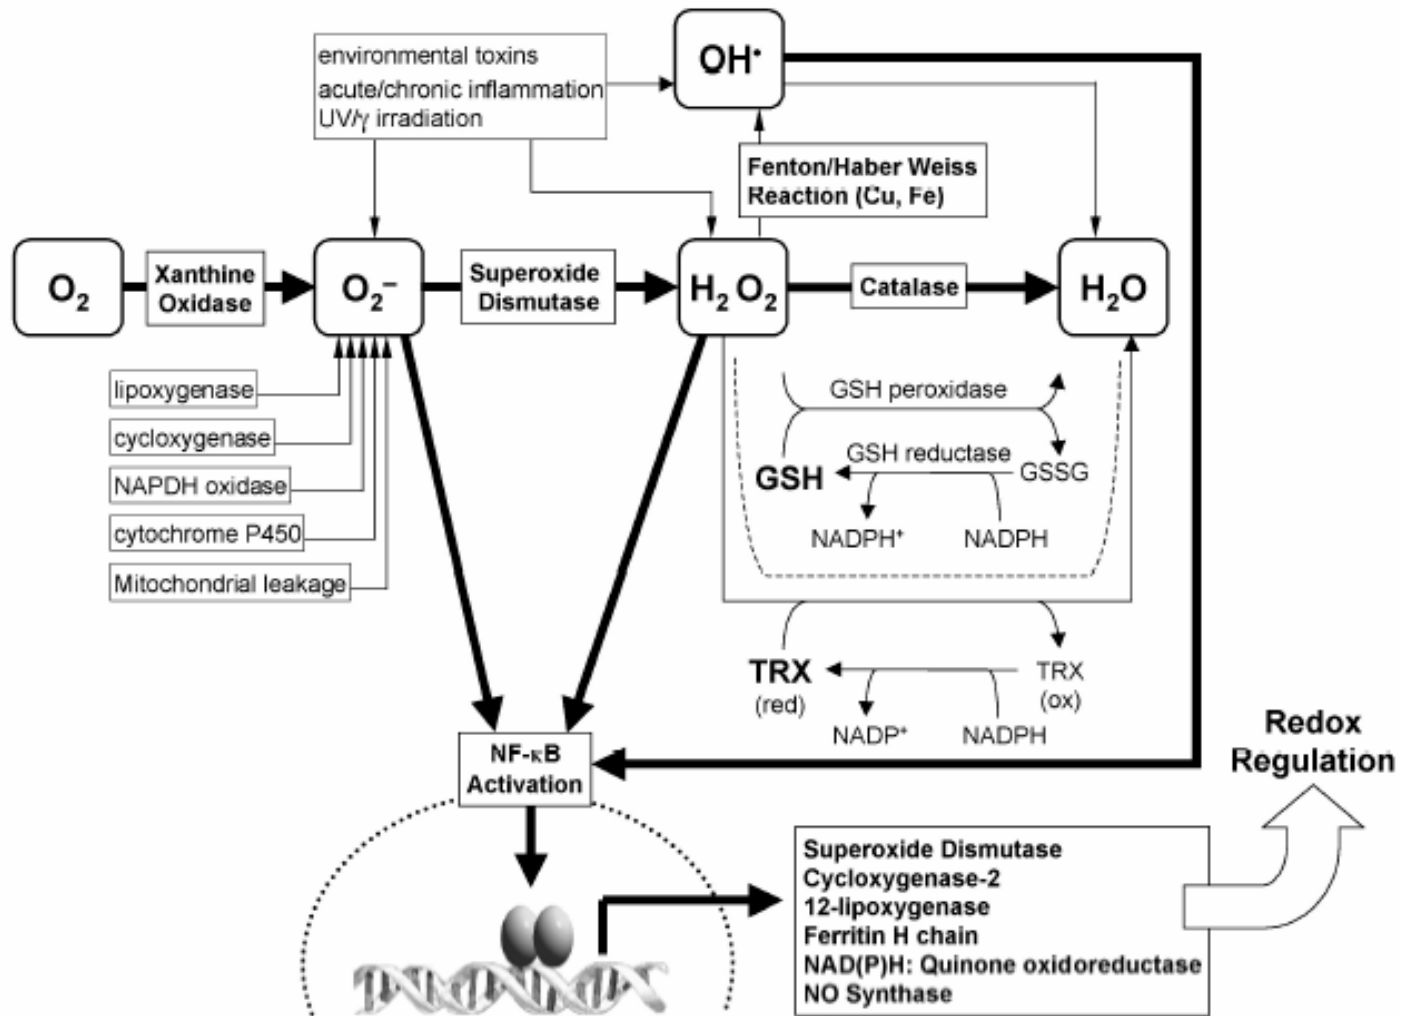 environmental toxins
acute/chronic inflammation
UV/γ irradiation
OH•
Fenton/Haber Weiss
Reaction (Cu, Fe)
O₂
Xanthine
Oxidase
O₂⁻
Superoxide
Dismutase
H₂ O₂
Catalase
H₂O
lipoxygenase
cycloxygenase
NAPDH oxidase
cytochrome P450
Mitochondrial leakage
GSH peroxidase
GSH reductase
GSH
GSSG
NADPH⁺
NADPH
TRX
(red)
TRX
(ox)
NADP⁺
NADPH
NF-κB
Activation
Redox
Regulation
Superoxide Dismutase
Cycloxygenase-2
12-lipoxygenase
Ferritin H chain
NAD(P)H: Quinone oxidoreductase
NO Synthase